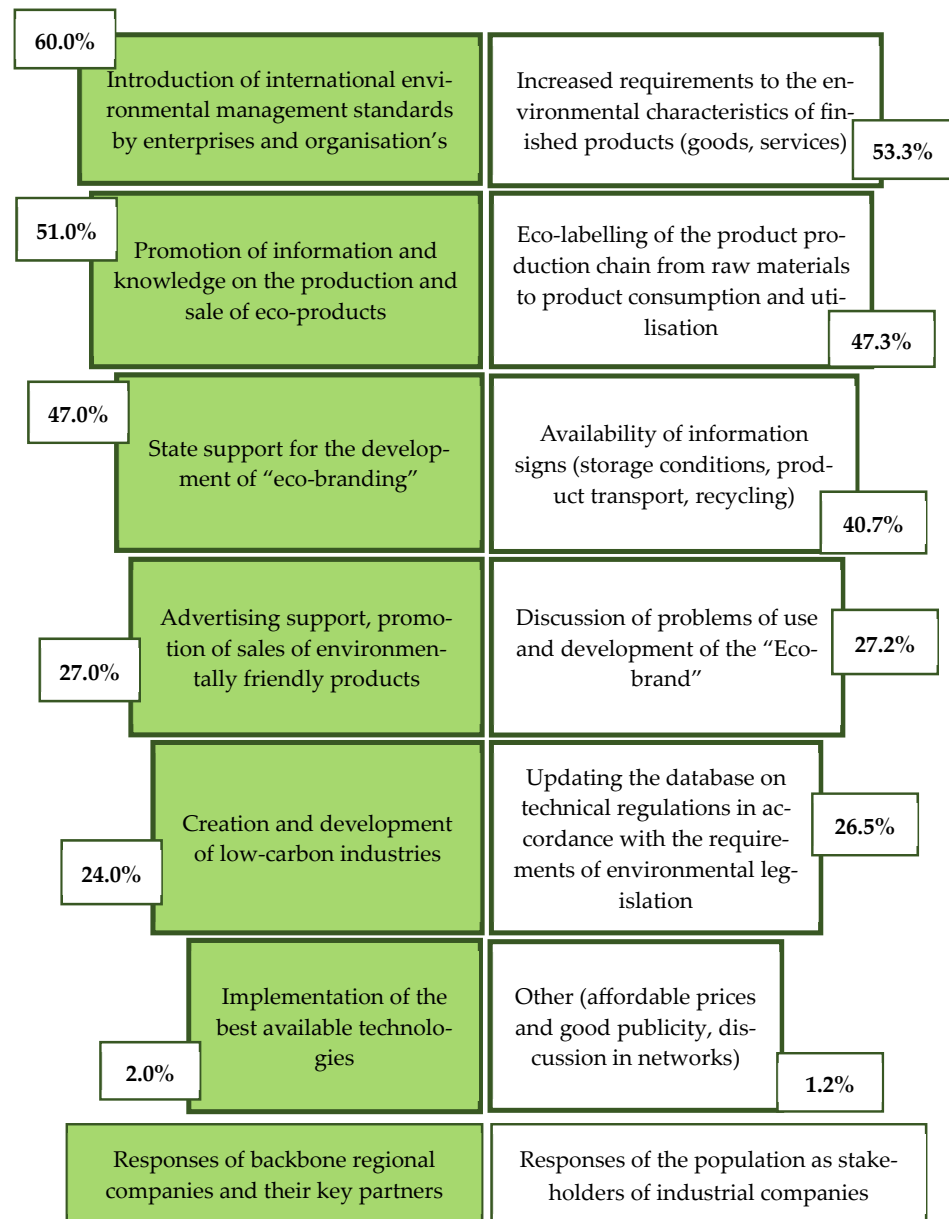 60.0%
Introduction of international envi-
ronmental management standards
by enterprises and organisation's
Increased requirements to the en-
vironmental characteristics of fin-
ished products (goods, services)
53.3%
51.0%
Promotion of information and
knowledge on the production and
sale of eco-products
Eco-labelling of the product pro-
duction chain from raw materials
to product consumption and uti-
lisation
47.3%
47.0%
State support for the develop-
ment of “eco-branding”
Availability of information
signs (storage conditions, prod-
uct transport, recycling)
40.7%
Advertising support, promo-
tion of sales of environmen-
tally friendly products
27.0%
Discussion of problems of use
and development of the “Eco-
brand”
27.2%
Creation and development
of low-carbon industries
24.0%
Updating the database on
technical regulations in ac-
cordance with the require-
ments of environmental leg-
islation
26.5%
Implementation of the
best available technolo-
gies
2.0%
Other (affordable prices
and good publicity, dis-
cussion in networks)
1.2%
Responses of backbone regional
companies and their key partners
Responses of the population as stake-
holders of industrial companies